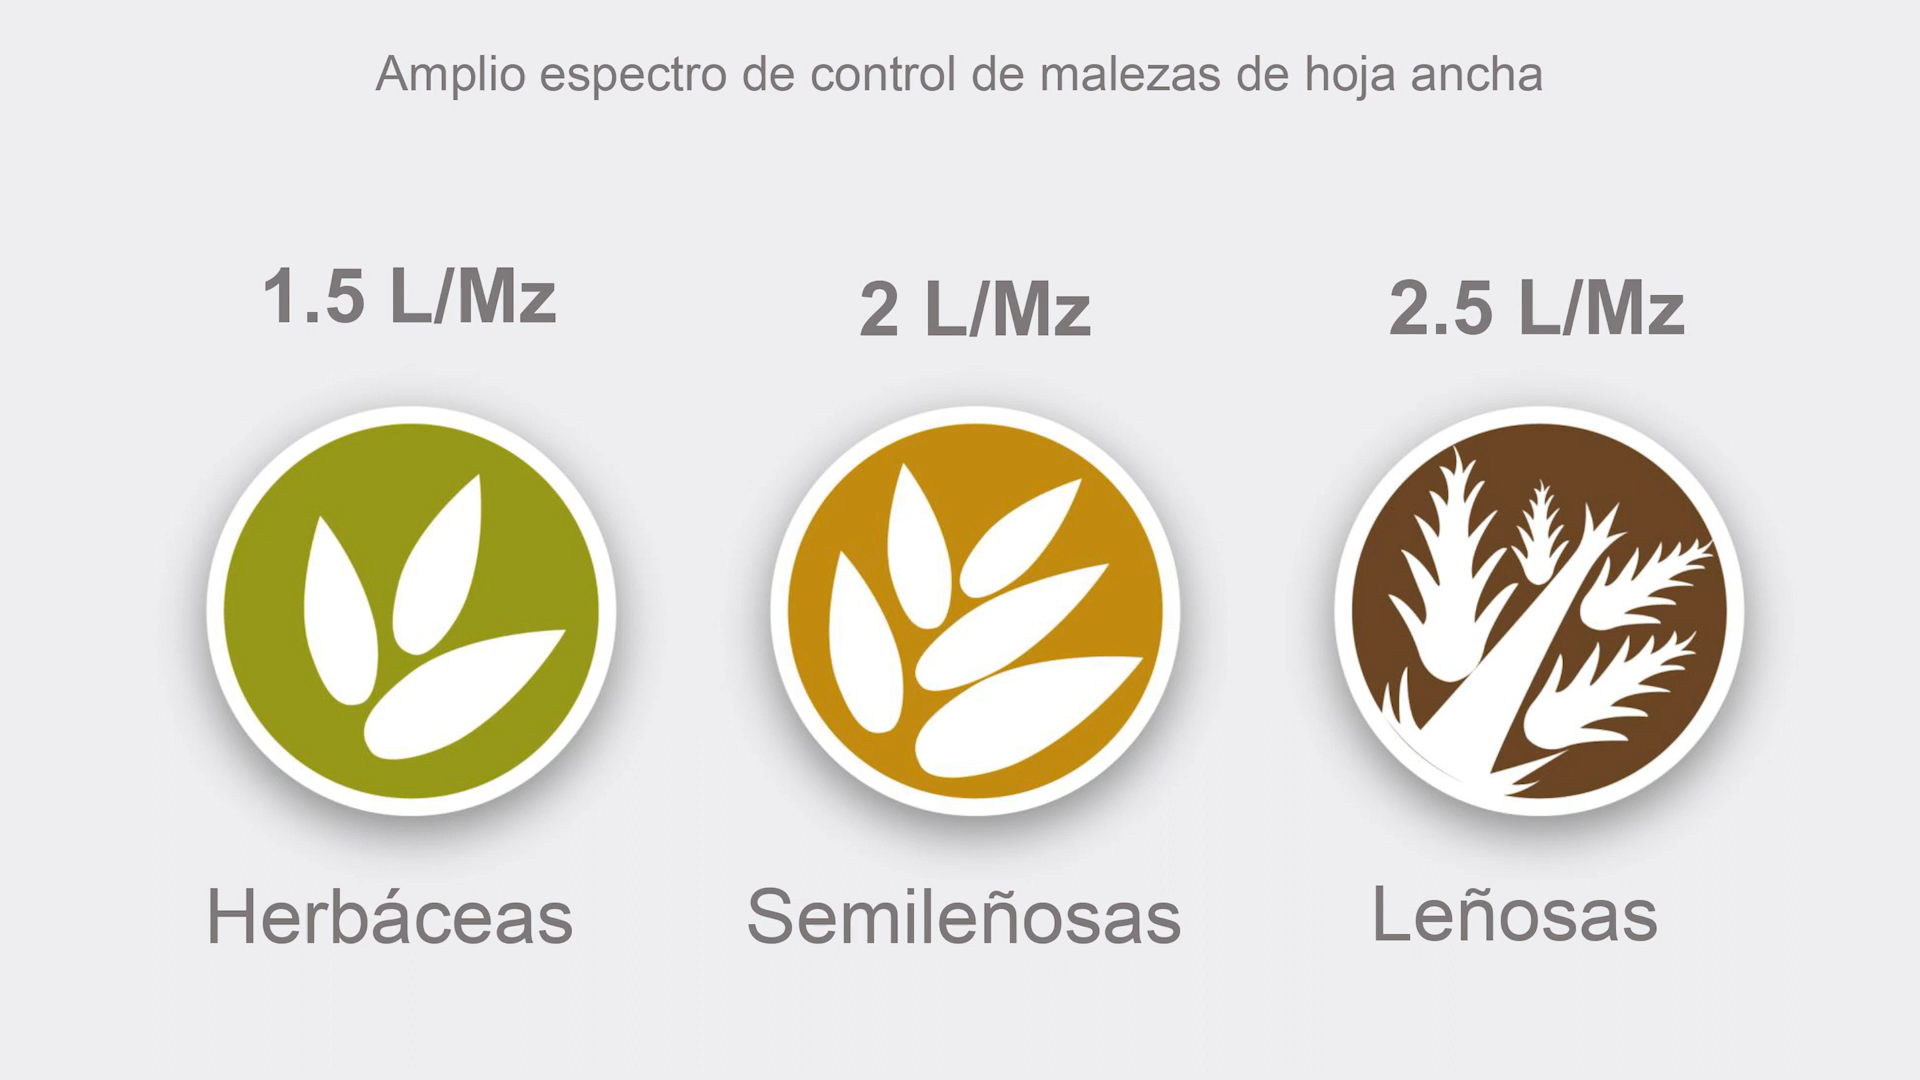 Amplio espectro de control de malezas de hoja ancha
1.5 L/Mz
2 L/Mz
2.5 L/Mz
Herbáceas
Semileñosas
Leñosas